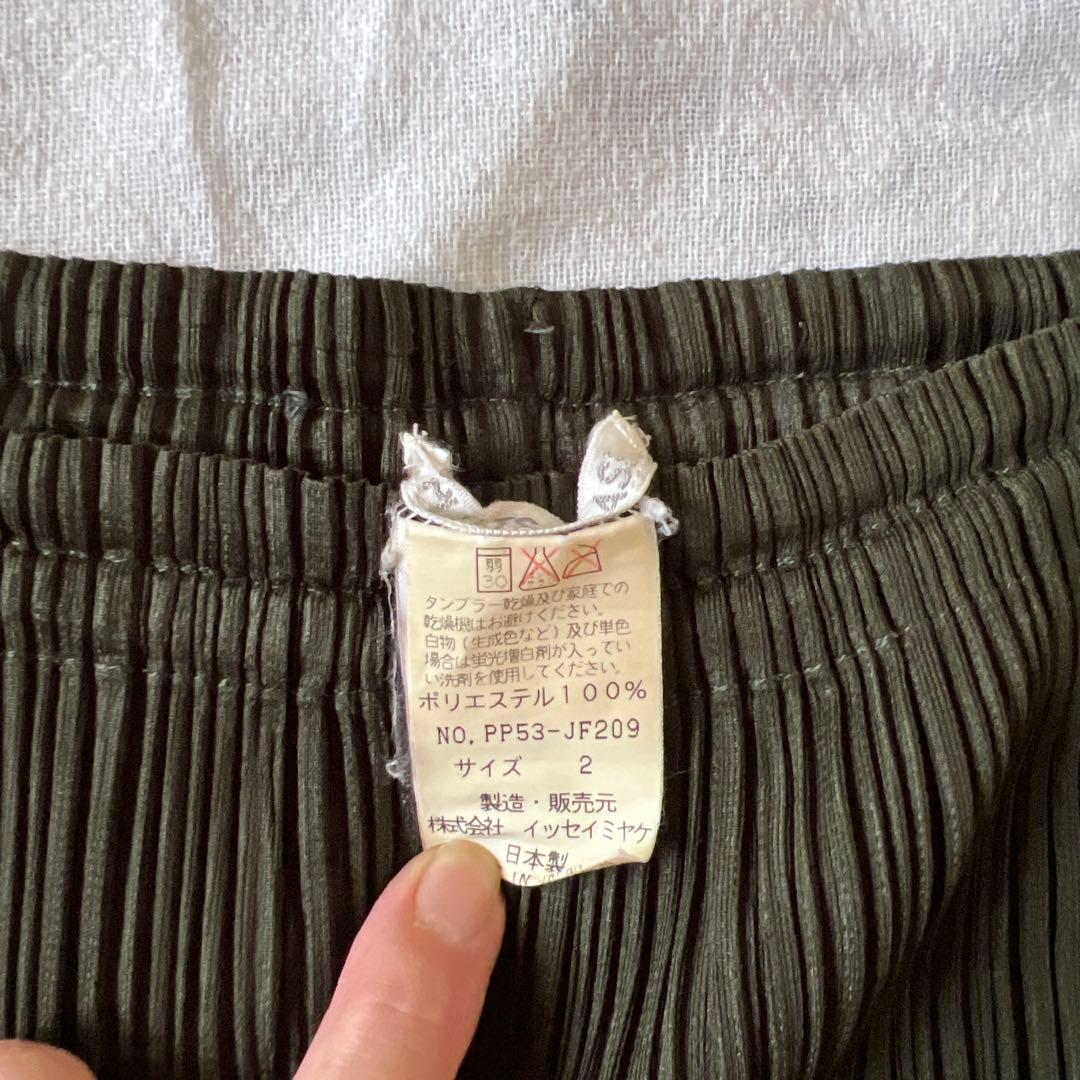 弱
30
タンブラー乾燥及び家庭での
乾燥機はお避けください。
白物（生成色など）及び単色
場合は蛍光増白剤が入ってい
い洗剤を使用してください。
ポリエステル100%
NO. PP53-JF209
サイズ 2
製造・販売元
株式会社 イッセイミヤケ
日本製